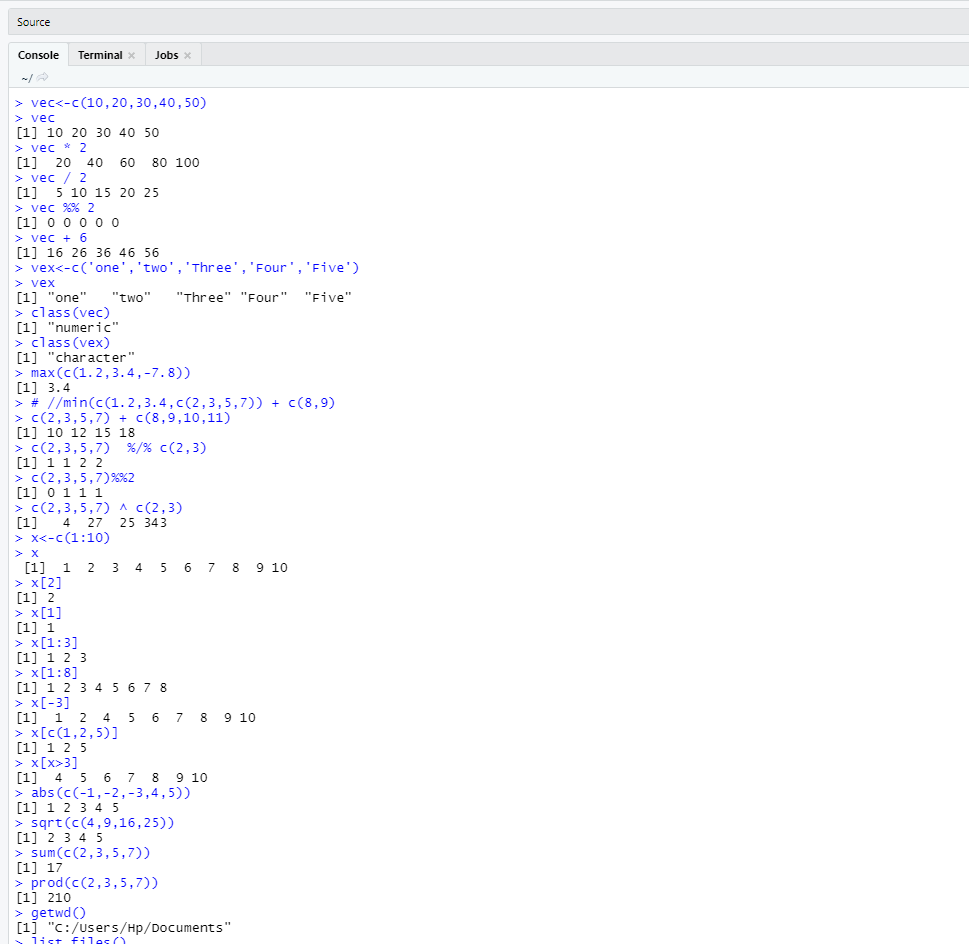 Source
Console Terminal × Jobs ×
~/
> vec<-c(10,20,30,40,50)
> vec
[1] 10 20 30 40 50
> vec * 2
[1]  20  40  60  80 100
> vec / 2
[1]  5 10 15 20 25
> vec %% 2
[1] 0 0 0 0 0
> vec + 6
[1] 16 26 36 46 56
> vex<-c('one','two','Three','Four','Five')
> vex
[1] "one"   "two"   "Three" "Four"  "Five"
> class(vec)
[1] "numeric"
> class(vex)
[1] "character"
> max(c(1.2,3.4,-7.8))
[1] 3.4
> # //min(c(1.2,3.4,c(2,3,5,7)) + c(8,9)
> c(2,3,5,7) + c(8,9,10,11)
[1] 10 12 15 18
> c(2,3,5,7)  %/% c(2,3)
[1] 1 1 2 2
> c(2,3,5,7)%%2
[1] 0 1 1 1
> c(2,3,5,7) ^ c(2,3)
[1]   4  27  25 343
> x<-c(1:10)
> x
 [1]  1  2  3  4  5  6  7  8  9 10
> x[2]
[1] 2
> x[1]
[1] 1
> x[1:3]
[1] 1 2 3
> x[1:8]
[1] 1 2 3 4 5 6 7 8
> x[-3]
[1]  1  2  4  5  6  7  8  9 10
> x[c(1,2,5)]
[1] 1 2 5
> x[x>3]
[1]  4  5  6  7  8  9 10
> abs(c(-1,-2,-3,4,5))
[1] 1 2 3 4 5
> sqrt(c(4,9,16,25))
[1] 2 3 4 5
> sum(c(2,3,5,7))
[1] 17
> prod(c(2,3,5,7))
[1] 210
> getwd()
[1] "C:/Users/Hp/Documents"
> list.files()